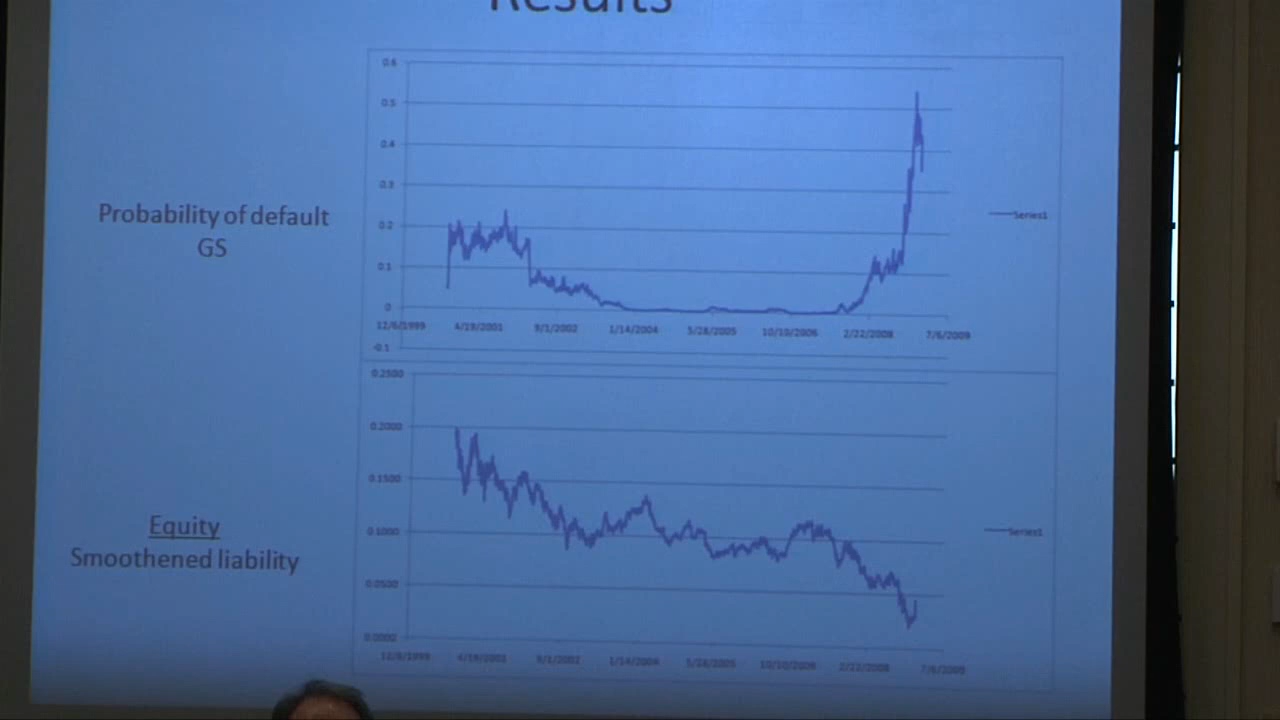 Results
0.6
0.5
0.4
0.3
0.2
0.1
0
-0.1
12/6/1999 4/19/2001 9/1/2002 1/14/2004 5/28/2005 10/10/2006 2/22/2008 7/6/2009
Series1
Probability of default
GS
0.2500
0.2000
0.1500
0.1000
0.0500
0.0000
12/6/1999 4/19/2001 9/1/2002 1/14/2004 5/28/2005 10/10/2006 2/22/2008 7/6/2009
Series1
Equity
Smoothened liability